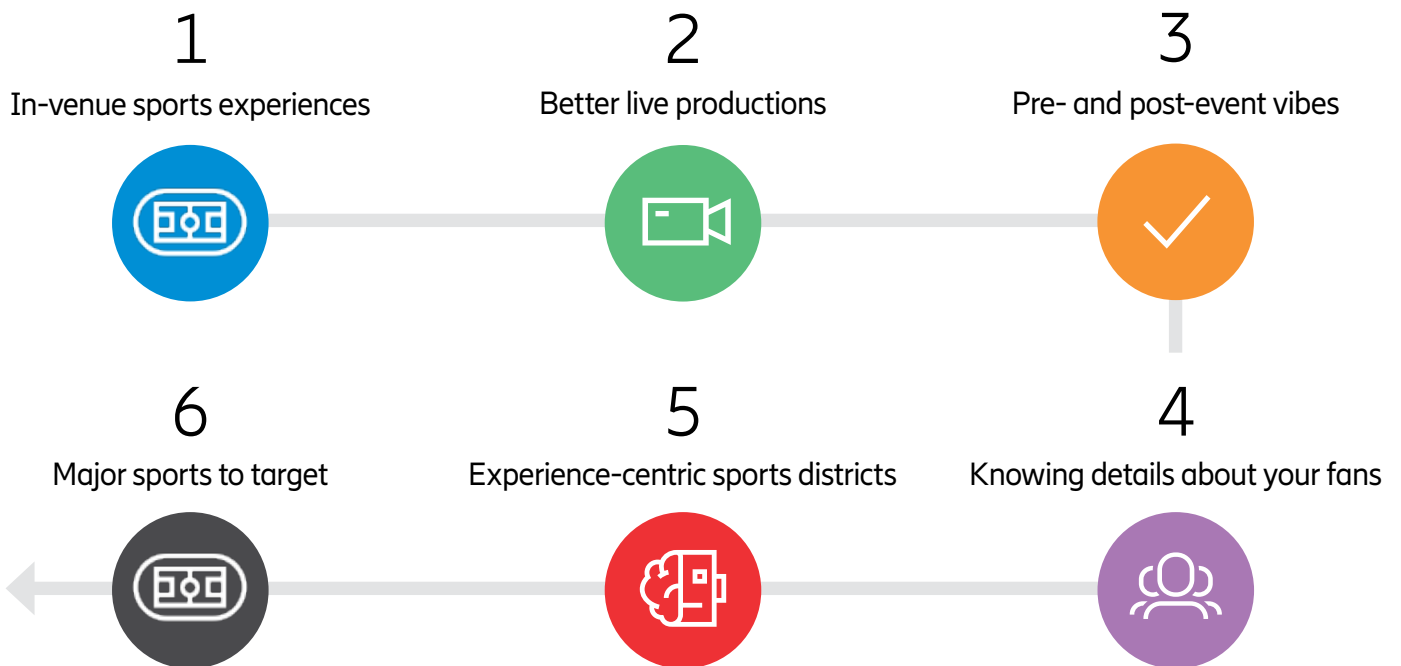 1
In-venue sports experiences
2
Better live productions
3
Pre- and post-event vibes
4
Knowing details about your fans
5
Experience-centric sports districts
6
Major sports to target